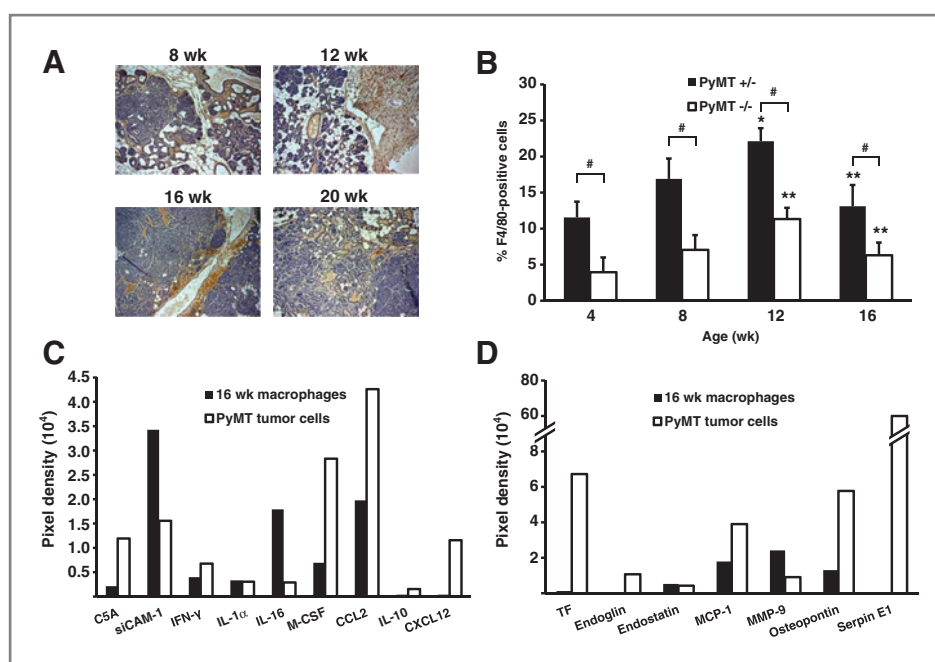 A
8 wk
12 wk
16 wk
20 wk
B
PyMT +/-
PyMT -/-
% F4/80-positive cells
30
25
20
15
10
5
0
#
#
#
*
**
#
**
**
4
8
12
16
Age (wk)
C
16 wk macrophages
PyMT tumor cells
Pixel density (10⁴)
4.5
4.0
3.5
3.0
2.5
2.0
1.5
1.0
0.5
C5A
siCAM-1
IFN-γ
IL-1α
IL-16
M-CSF
CCL2
IL-10
CXCL12
D
16 wk macrophages
PyMT tumor cells
Pixel density (10⁴)
80
60
8
6
4
2
TF
Endoglin
Endostatin
MCP-1
MMP-9
Osteopontin
Serpin E1